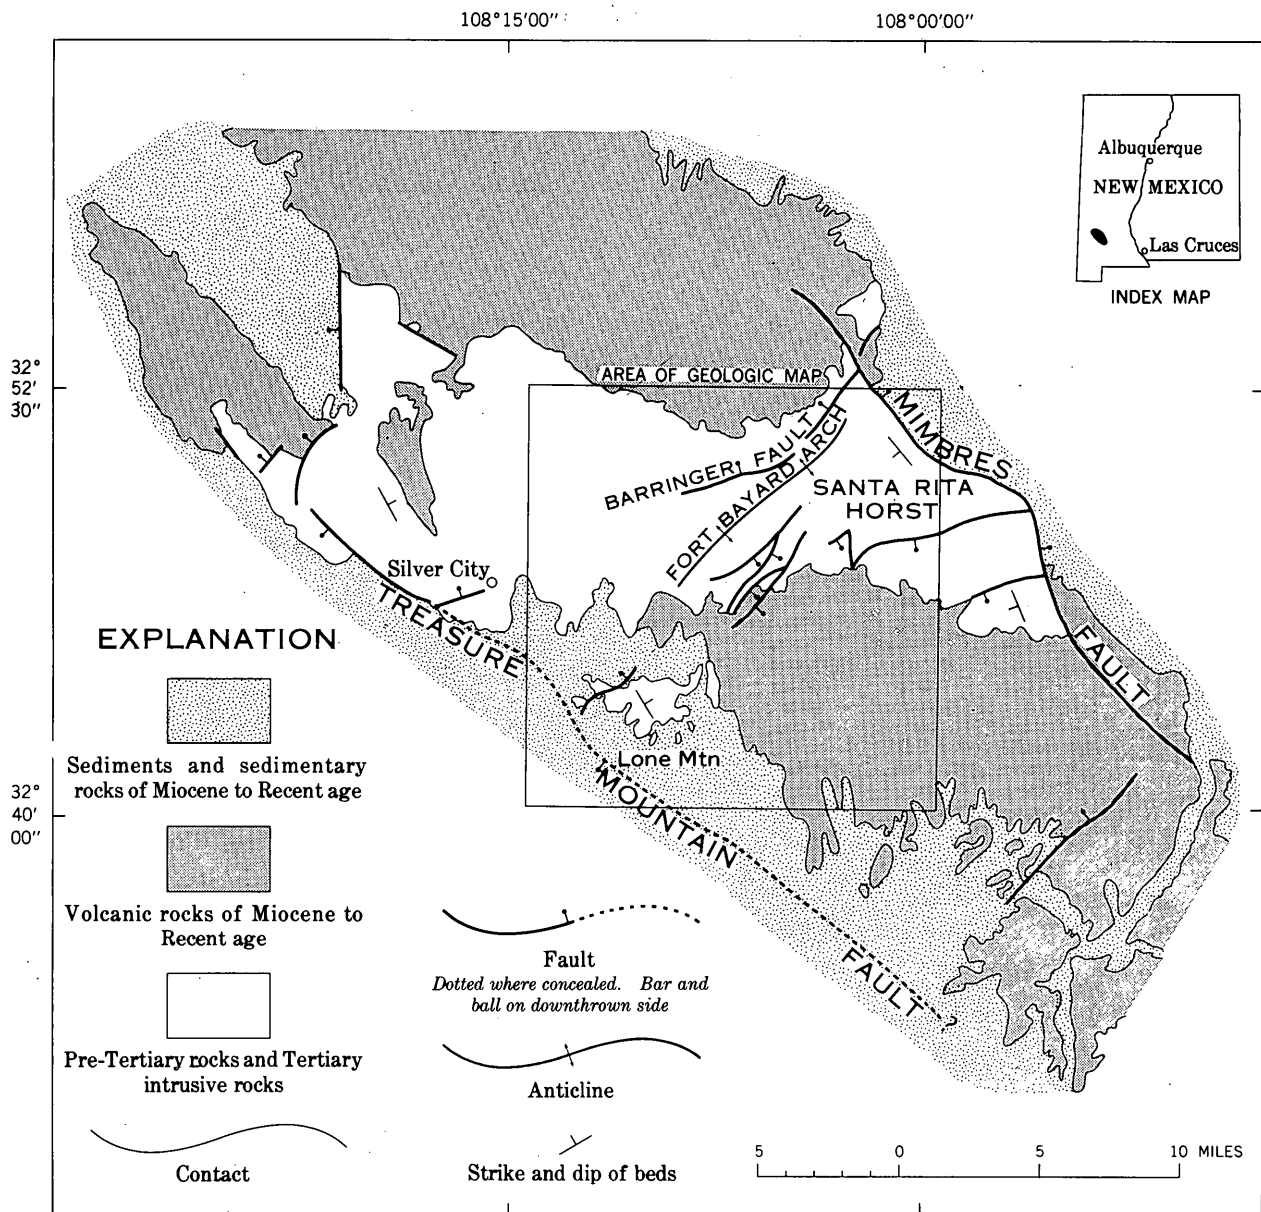 108°15'00"
108°00'00"
Albuquerque
NEW MEXICO
Las Cruces
INDEX MAP
32°
52'
30"
AREA OF GEOLOGIC MAP
MIMBRES
FAULT
BARRINGER FAULT
FORT BAYARD ARCH
SANTA RITA
HORST
Silver City
TREASURE
MOUNTAIN
FAULT
?
Lone Mtn
32°
40'
00"
EXPLANATION
Sediments and sedimentary
rocks of Miocene to Recent age
Volcanic rocks of Miocene to
Recent age
Pre-Tertiary rocks and Tertiary
intrusive rocks
Contact
Fault
Dotted where concealed. Bar and
ball on downthrown side
Anticline
Strike and dip of beds
5 0 5 10 MILES